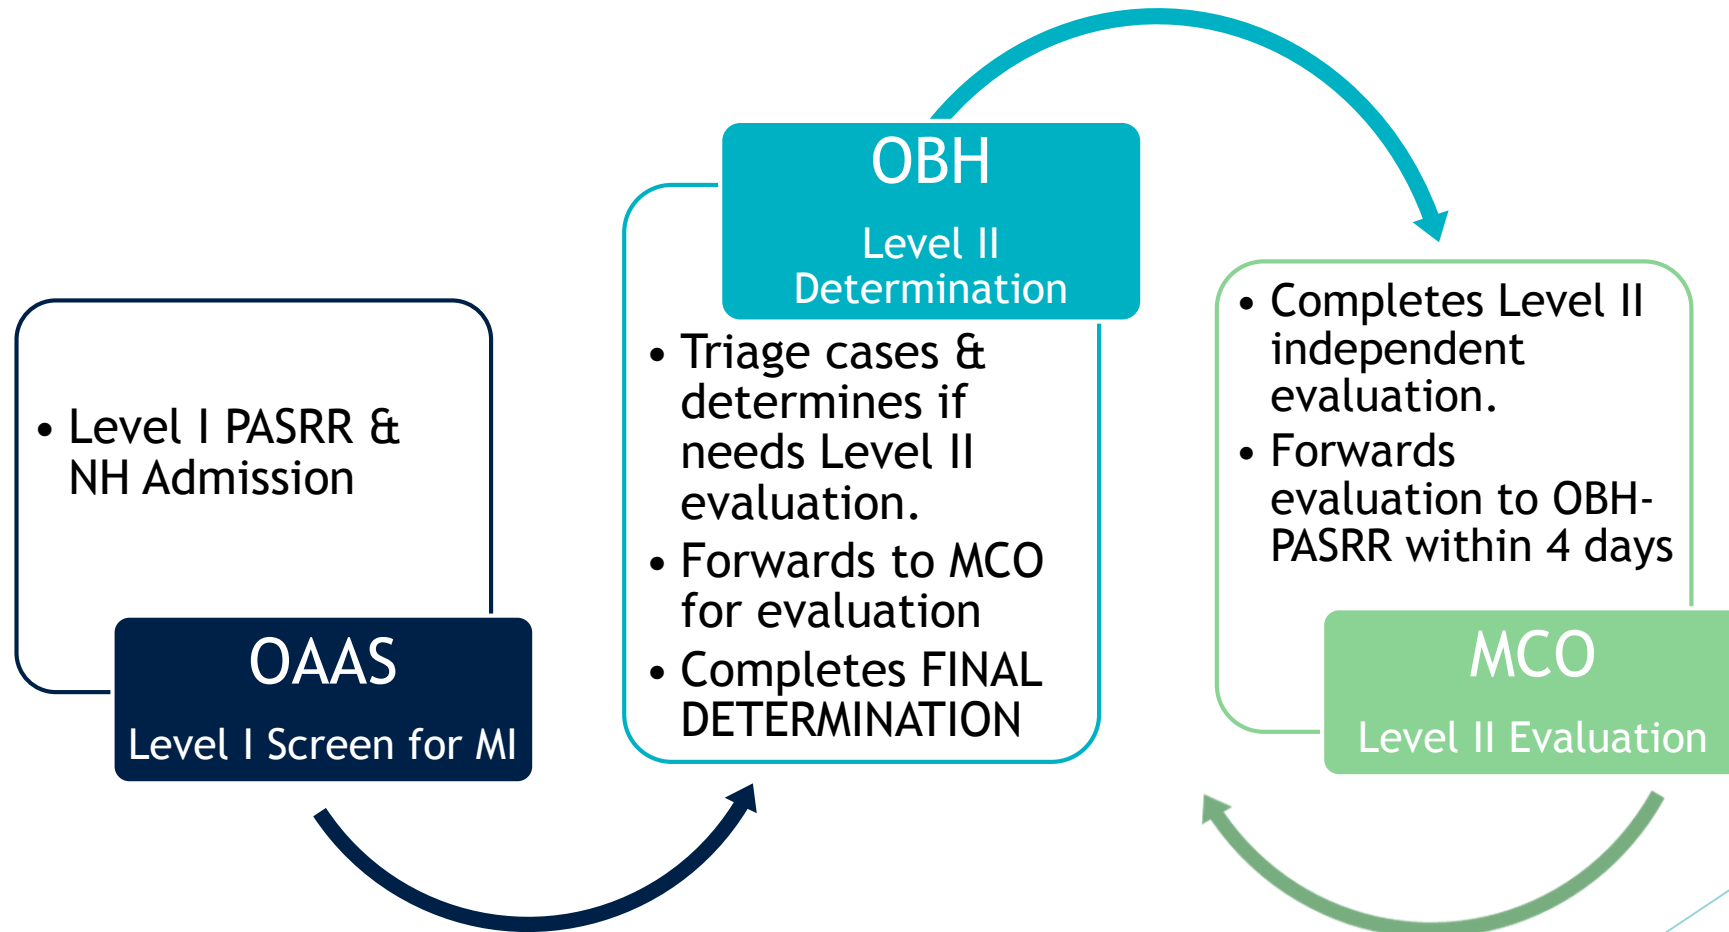 • Level I PASRR &
NH Admission
OAAS
Level I Screen for MI
OBH
Level II
Determination
• Triage cases &
determines if
needs Level II
evaluation.
• Forwards to MCO
for evaluation
• Completes FINAL
DETERMINATION
• Completes Level II
independent
evaluation.
• Forwards
evaluation to OBH-
PASRR within 4 days
MCO
Level II Evaluation